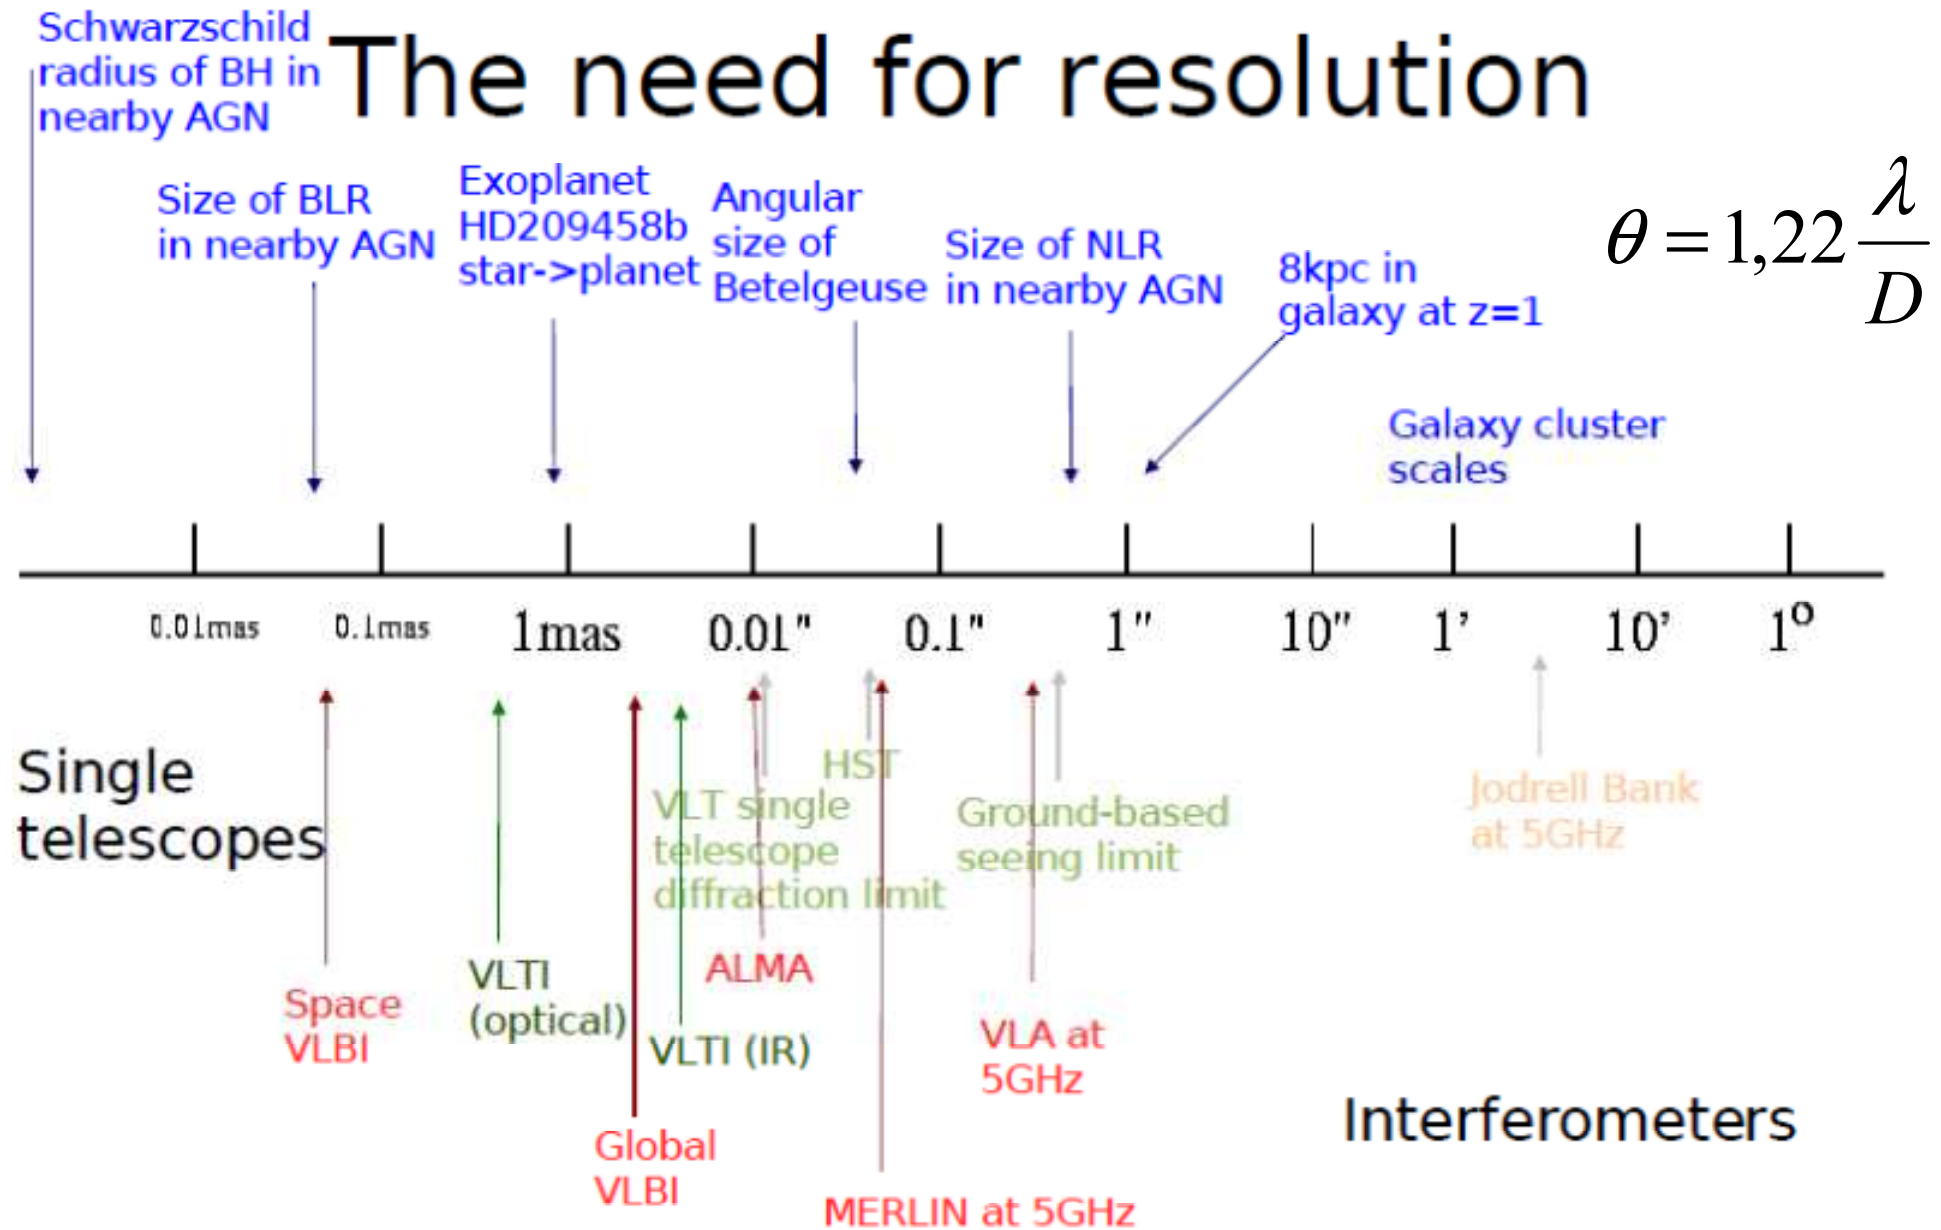 The need for resolution
Schwarzschild
radius of BH in
nearby AGN
Size of BLR
in nearby AGN
Exoplanet
HD209458b
star->planet
Angular
size of
Betelgeuse
Size of NLR
in nearby AGN
8kpc in
galaxy at z=1
θ = 1,22 λ/D
Galaxy cluster
scales
0.01mas 0.1mas 1mas 0.01" 0.1" 1" 10" 1' 10' 1°
Single
telescopes
HST
VLT single
telescope
diffraction limit
Ground-based
seeing limit
Jodrell Bank
at 5GHz
Space
VLBI
VLTI
(optical)
VLTI (IR)
ALMA
VLA at
5GHz
Global
VLBI
MERLIN at 5GHz
Interferometers